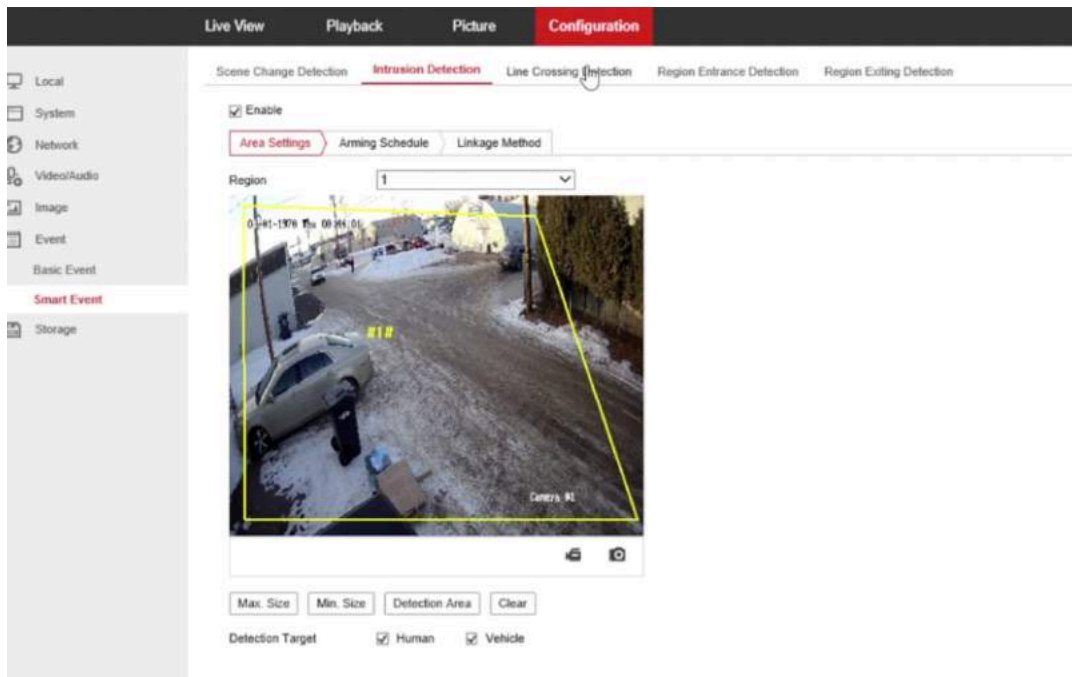 Live View Playback Picture Configuration
Local
System
Network
Video/Audio
Image
Event
Basic Event
Smart Event
Storage
Scene Change Detection Intrusion Detection Line Crossing Detection Region Entrance Detection Region Exiting Detection
Enable
Area Settings Arming Schedule Linkage Method
Region 1
#1#
Camera 01
Max. Size Min. Size Detection Area Clear
Detection Target Human Vehicle